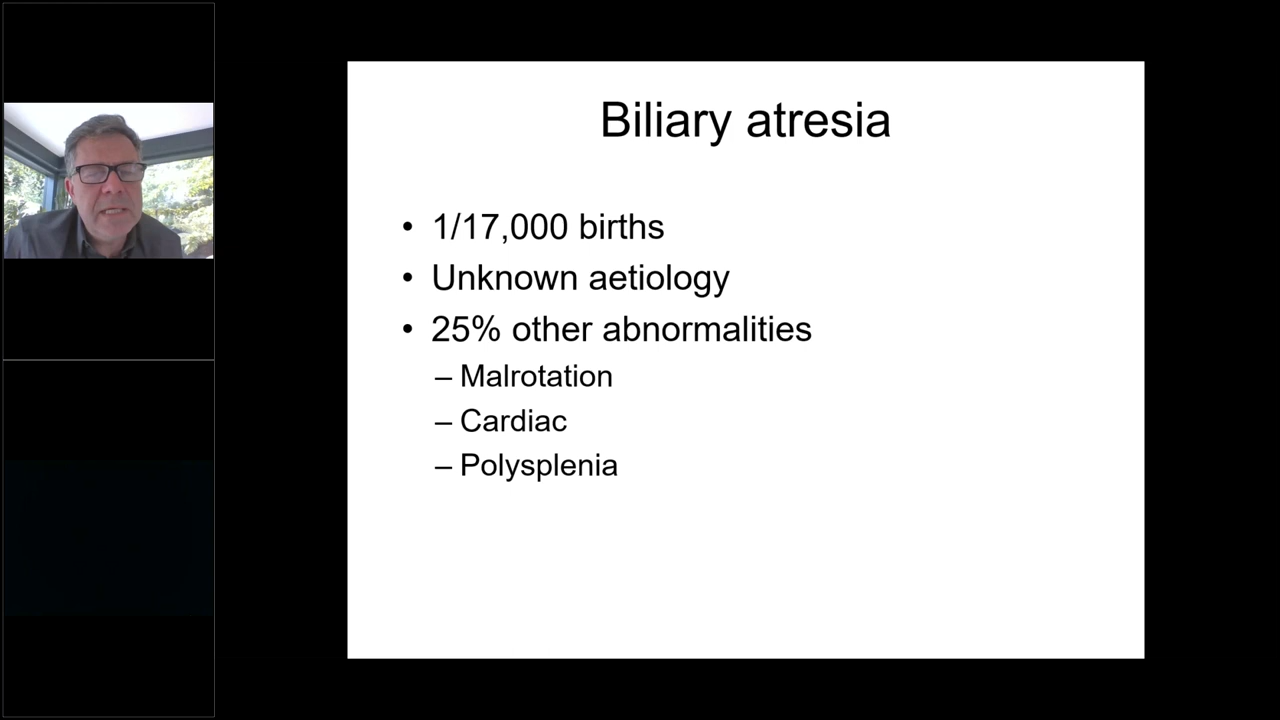 Biliary atresia
• 1/17,000 births
• Unknown aetiology
• 25% other abnormalities
– Malrotation
– Cardiac
– Polysplenia